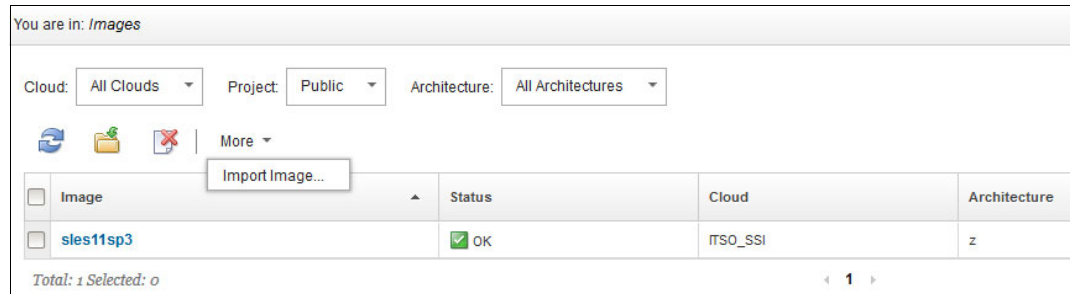 You are in: Images
Cloud: All Clouds Project: Public Architecture: All Architectures
More
Import Image...
Image Status Cloud Architecture
sles11sp3 OK ITSO_SSI z
Total: 1 Selected: 0 1